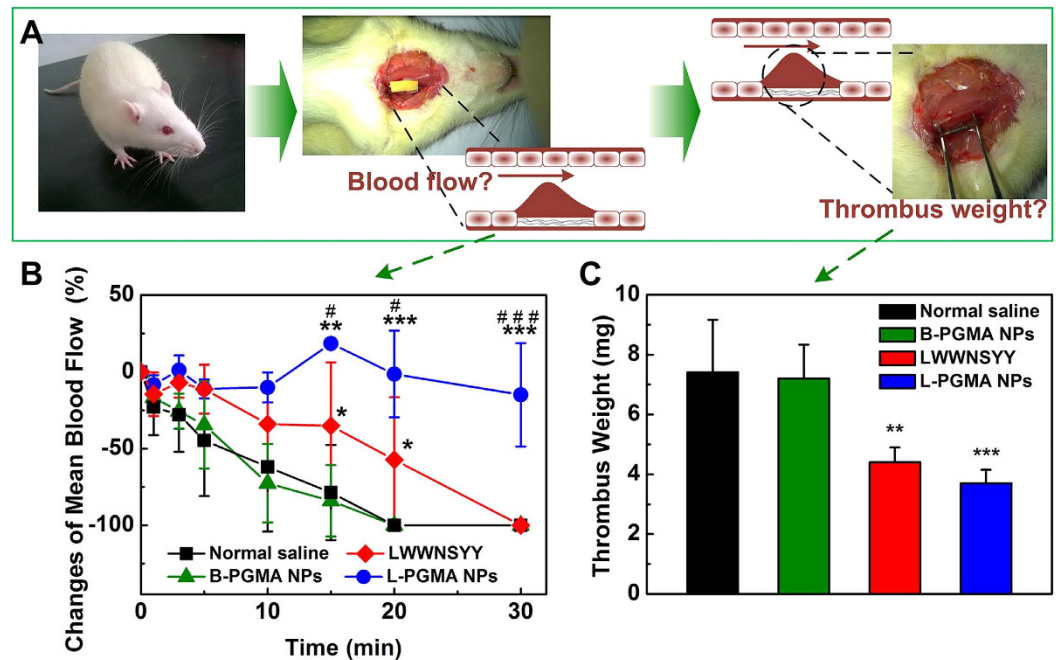 A
Blood flow?
Thrombus weight?
B
Changes of Mean Blood Flow (%)
50
0
-50
-100
#
**
#
***
# # #
***
*
*
Normal saline
LWWNSYY
B-PGMA NPs
L-PGMA NPs
0
10
20
30
Time (min)
C
Thrombus Weight (mg)
10
8
6
4
2
0
Normal saline
B-PGMA NPs
LWWNSYY
L-PGMA NPs
**
***